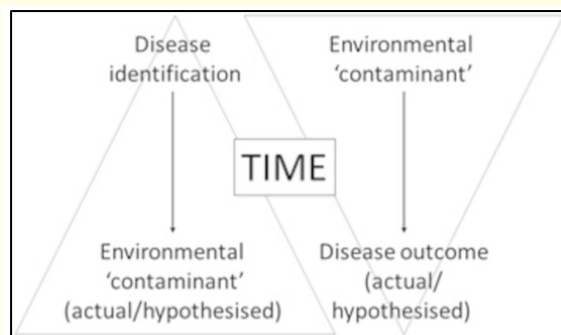 Disease
identification
Environmental
‘contaminant’
TIME
Environmental
‘contaminant’
(actual/hypothesised)
Disease outcome
(actual/
hypothesised)